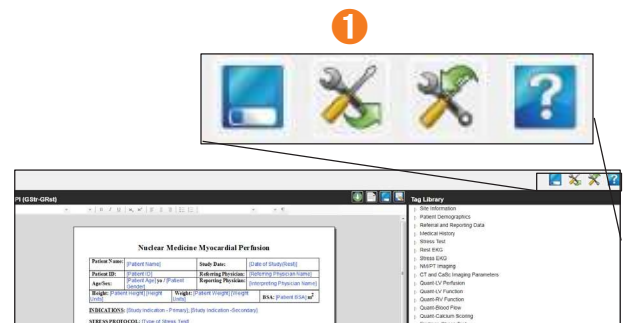 1
PI (GStr-GRst)
Tag Library
Site Information
Patient Demographics
Referral and Reporting Data
Medical History
Stress Test
Rest EKG
Stress EKG
NM/PT Imaging
CT and CaSc Imaging Parameters
Quant-LV Perfusion
Quant-LV Function
Quant-RV Function
Quant-Blood Flow
Quant-Calcium Scoring
Nuclear Medicine Myocardial Perfusion
Patient Name: [Patient Name] Study Date: [Date of Study(Rest)]
Patient ID: [Patient ID] Referring Physician: [Referring Physician Name]
Age/Sex: [Patient Age] yo / [Patient Gender] Reporting Physician: [Interpreting Physician Name]
Height: [Patient Height] [Height Units] Weight: [Patient Weight] [Weight Units] BSA: [Patient BSA] m²
INDICATIONS: [Study Indication - Primary], [Study Indication -Secondary]
STRESS PROTOCOL: [Type of Stress Test]